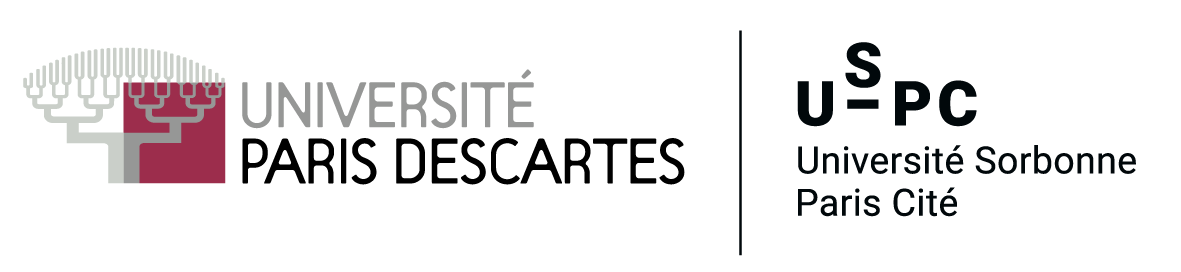 UNIVERSITÉ
PARIS DESCARTES
USPC
Université Sorbonne
Paris Cité